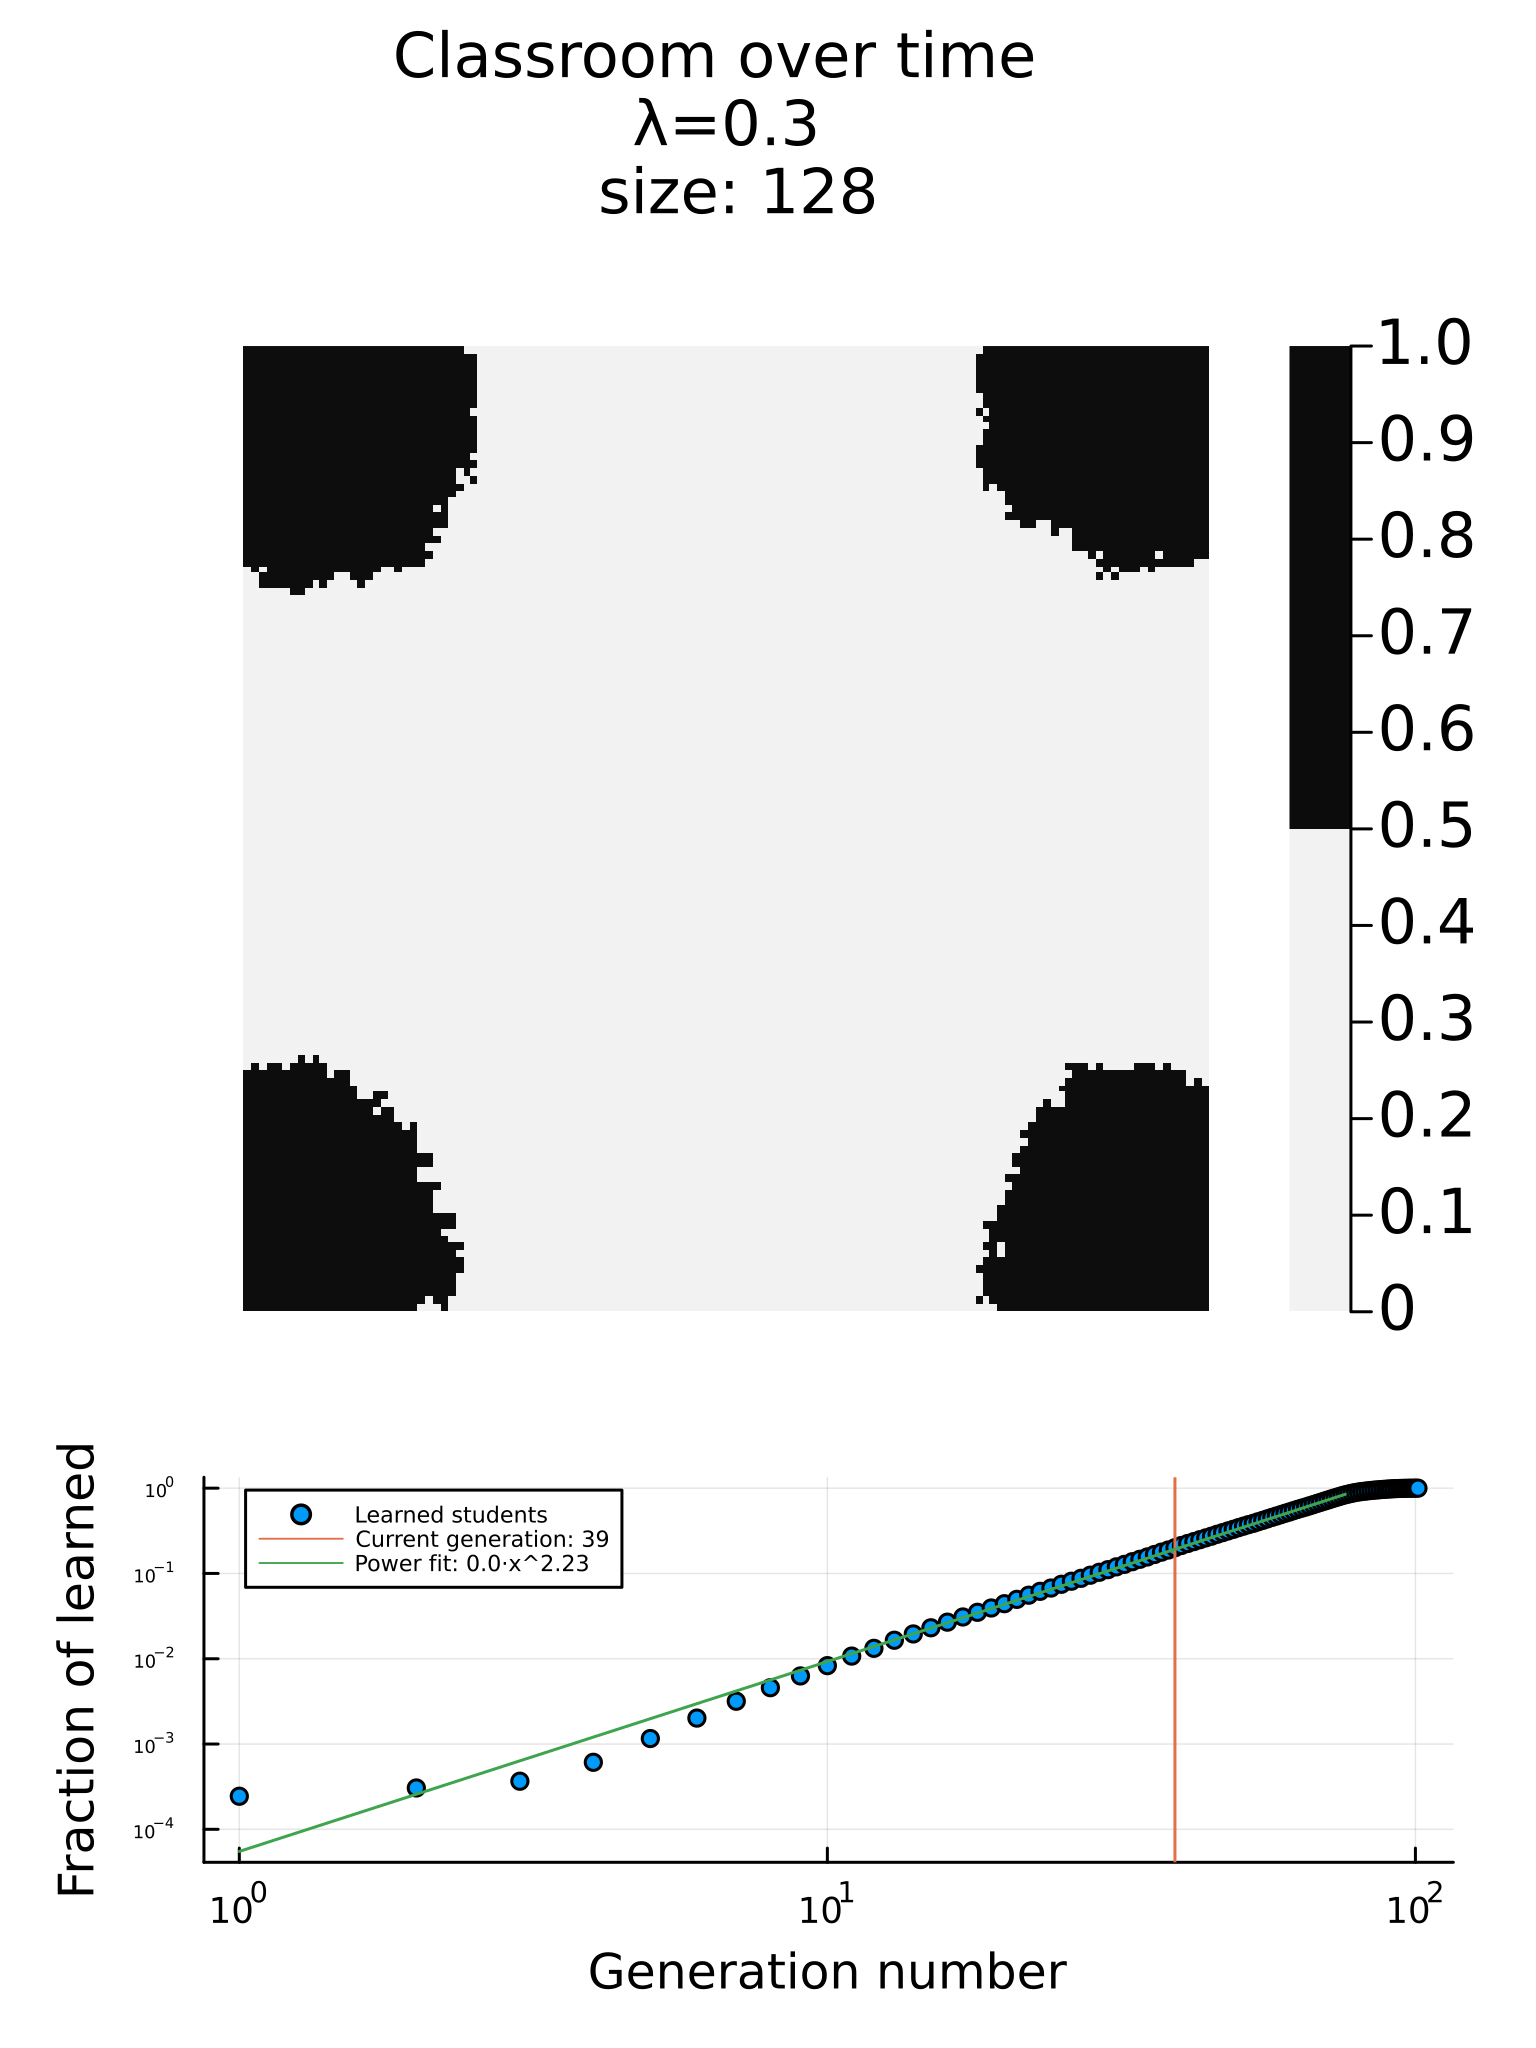 Classroom over time
λ=0.3
size: 128
1.0
0.9
0.8
0.7
0.6
0.5
0.4
0.3
0.2
0.1
0
Fraction of learned
10^0
10^−1
10^−2
10^−3
10^−4
Learned students
Current generation: 39
Power fit: 0.0·x^2.23
10^0 10^1 10^2
Generation number